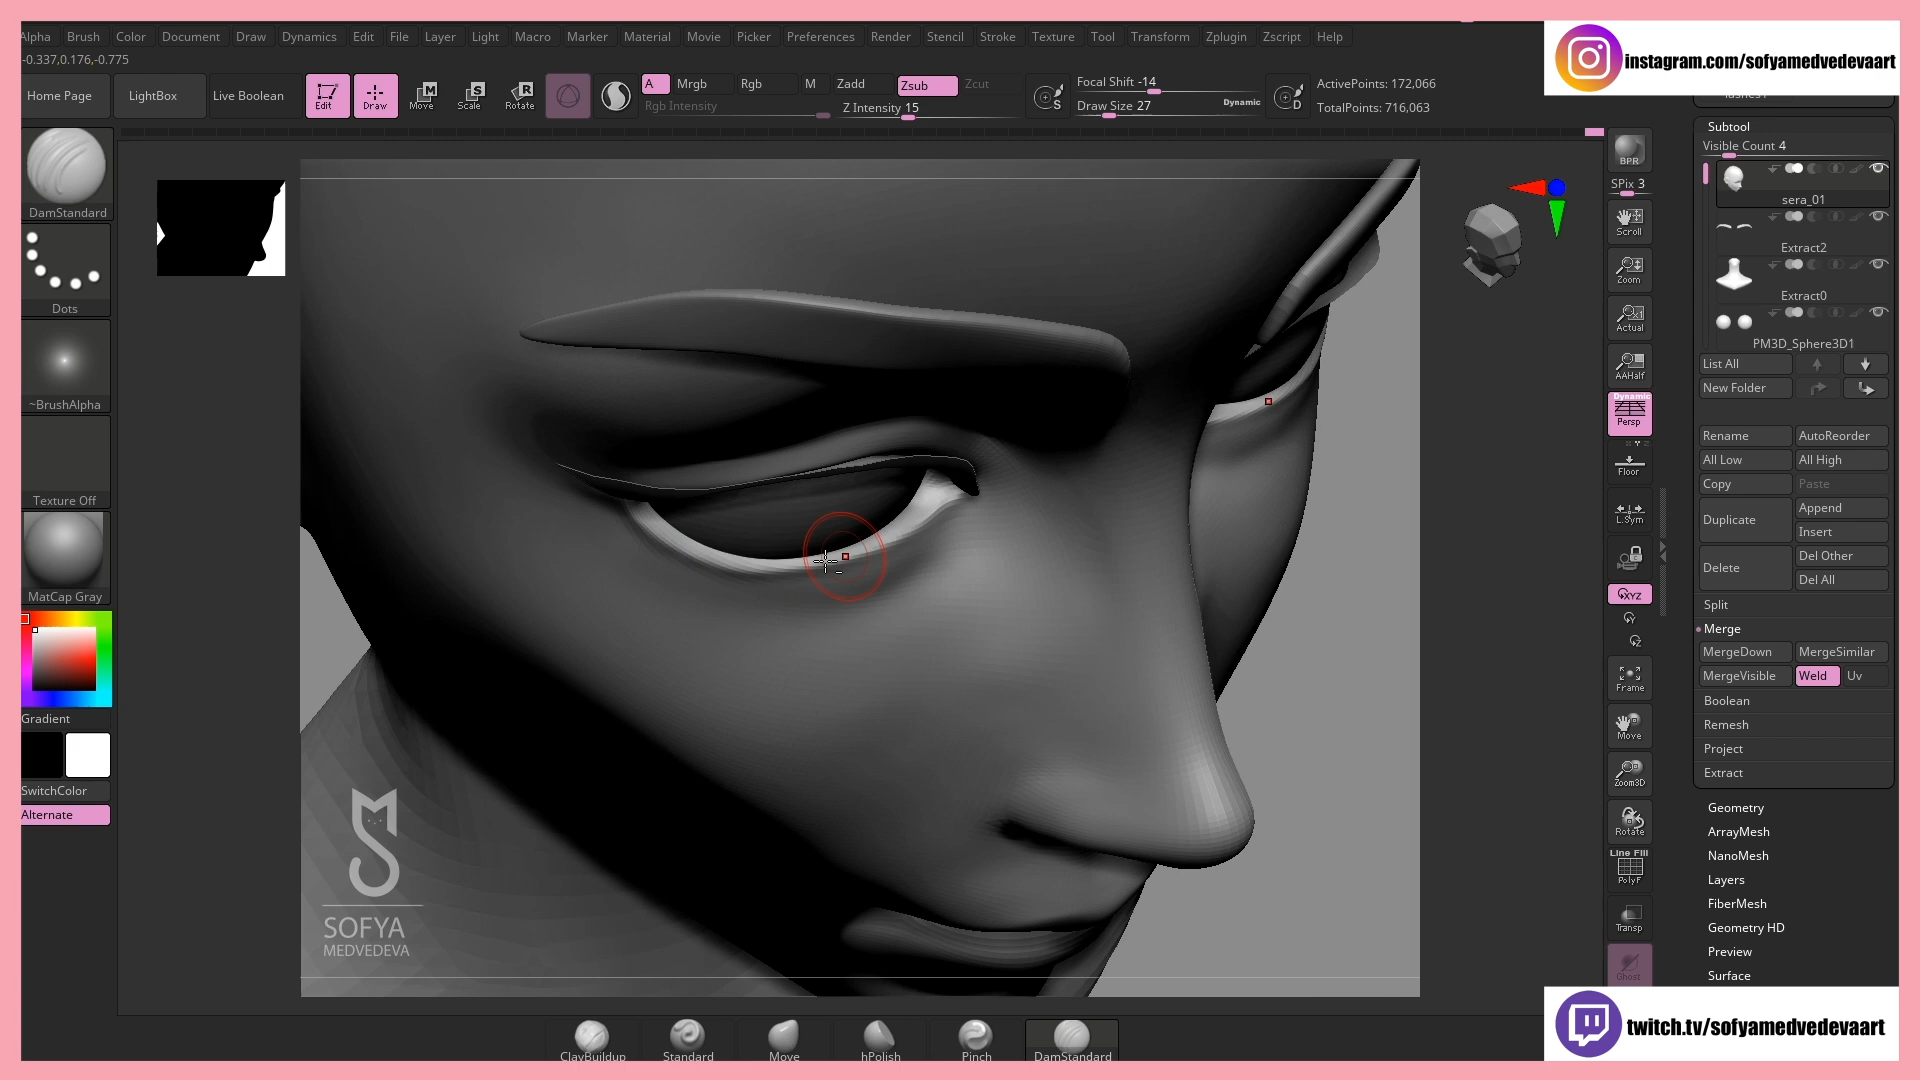 Alpha Brush Color Document Draw Dynamics Edit File Layer Light Macro Marker Material Movie Picker Preferences Render Stencil Stroke Texture Tool Transform Zplugin Zscript Help
-0.337,0.176,-0.775
instagram.com/sofyamedvedevaart
Home Page
LightBox
Live Boolean
Edit
Draw
Move
Scale
Rotate
A
Mrgb
Rgb
M
Zadd
Zsub
Zcut
Rgb Intensity
Z Intensity 15
S
Focal Shift -14
Draw Size 27
Dynamic
D
ActivePoints: 172,066
TotalPoints: 716,063
DamStandard
Dots
~BrushAlpha
Texture Off
MatCap Gray
Gradient
SwitchColor
Alternate
SOFYA
MEDVEDEVA
BPR
SPix 3
Scroll
Zoom
Actual
AAHalf
Dynamic
Persp
Floor
L.Sym
XYZ
Y
Z
Frame
Move
Zoom3D
Rotate
Line Fill
PolyF
Transp
Ghost
Subtool
Visible Count 4
sera_01
Extract2
Extract0
PM3D_Sphere3D1
List All
New Folder
Rename AutoReorder
All Low All High
Copy Paste
Duplicate
Append
Insert
Delete
Del Other
Del All
Split
Merge
MergeDown MergeSimilar
MergeVisible Weld Uv
Boolean
Remesh
Project
Extract
Geometry
ArrayMesh
NanoMesh
Layers
FiberMesh
Geometry HD
Preview
Surface
ClayBuildup
Standard
Move
hPolish
Pinch
DamStandard
twitch.tv/sofyamedvedevaart